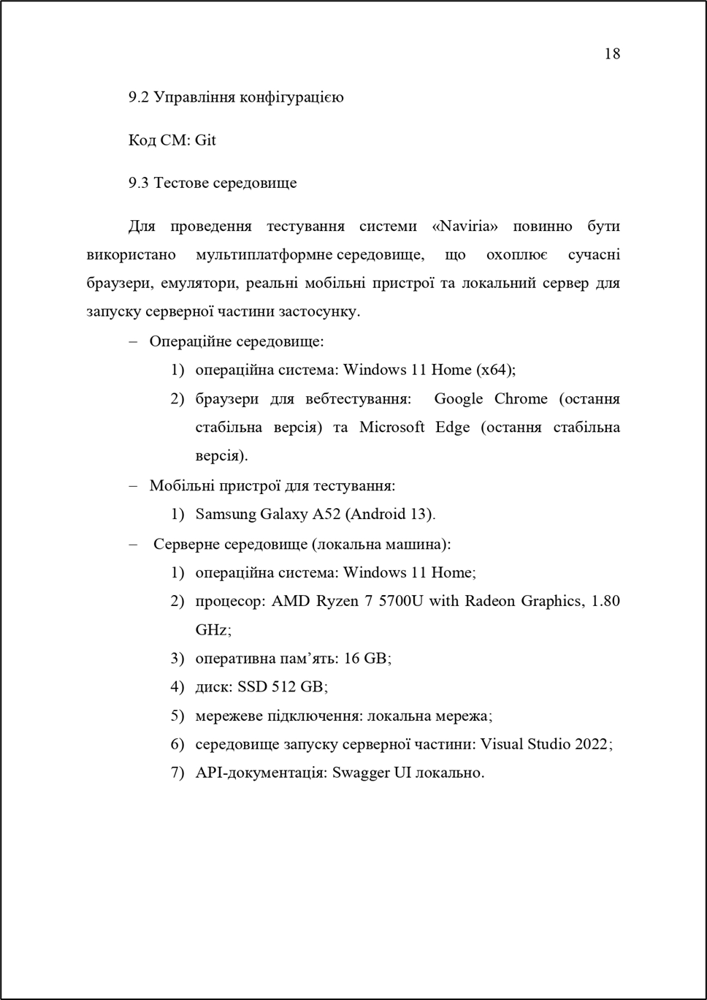 18
9.2 Управління конфігурацією
Код CM: Git
9.3 Тестове середовище
Для проведення тестування системи «Naviria» повинно бути
використано мультиплатформне середовище, що охоплює сучасні
браузери, емулятори, реальні мобільні пристрої та локальний сервер для
запуску серверної частини застосунку.
– Операційне середовище:
1) операційна система: Windows 11 Home (x64);
2) браузери для вебтестування: Google Chrome (остання
стабільна версія) та Microsoft Edge (остання стабільна
версія).
– Мобільні пристрої для тестування:
1) Samsung Galaxy A52 (Android 13).
– Серверне середовище (локальна машина):
1) операційна система: Windows 11 Home;
2) процесор: AMD Ryzen 7 5700U with Radeon Graphics, 1.80
GHz;
3) оперативна пам’ять: 16 GB;
4) диск: SSD 512 GB;
5) мережеве підключення: локальна мережа;
6) середовище запуску серверної частини: Visual Studio 2022;
7) API-документація: Swagger UI локально.